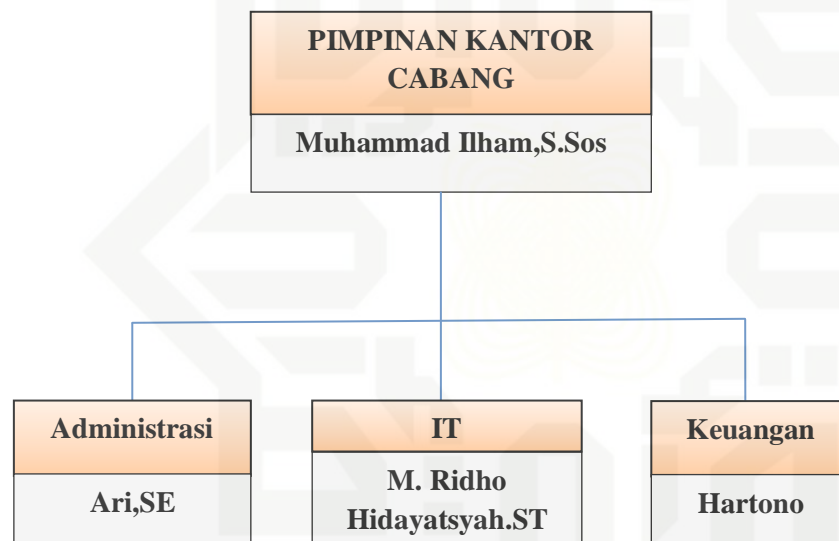 PIMPINAN KANTOR
CABANG
Muhammad Ilham,S.Sos
Administrasi
Ari,SE
IT
M. Ridho
Hidayatsyah.ST
Keuangan
Hartono